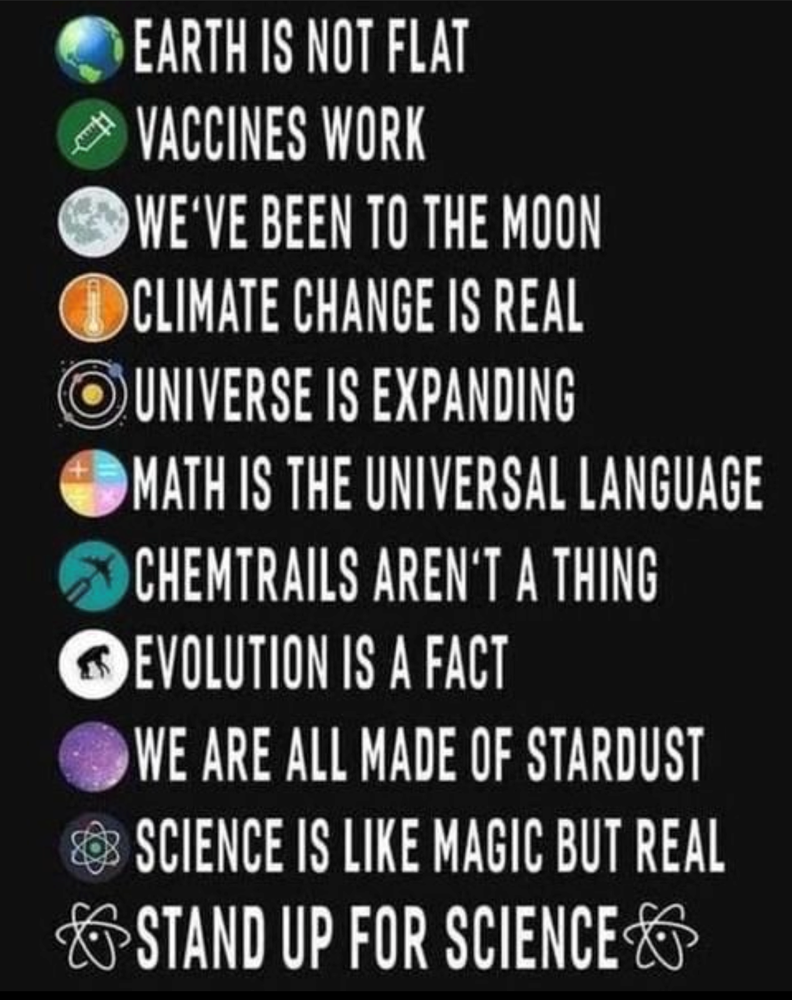 EARTH IS NOT FLAT
VACCINES WORK
WE‘VE BEEN TO THE MOON
CLIMATE CHANGE IS REAL
UNIVERSE IS EXPANDING
MATH IS THE UNIVERSAL LANGUAGE
CHEMTRAILS AREN‘T A THING
EVOLUTION IS A FACT
WE ARE ALL MADE OF STARDUST
SCIENCE IS LIKE MAGIC BUT REAL
STAND UP FOR SCIENCE